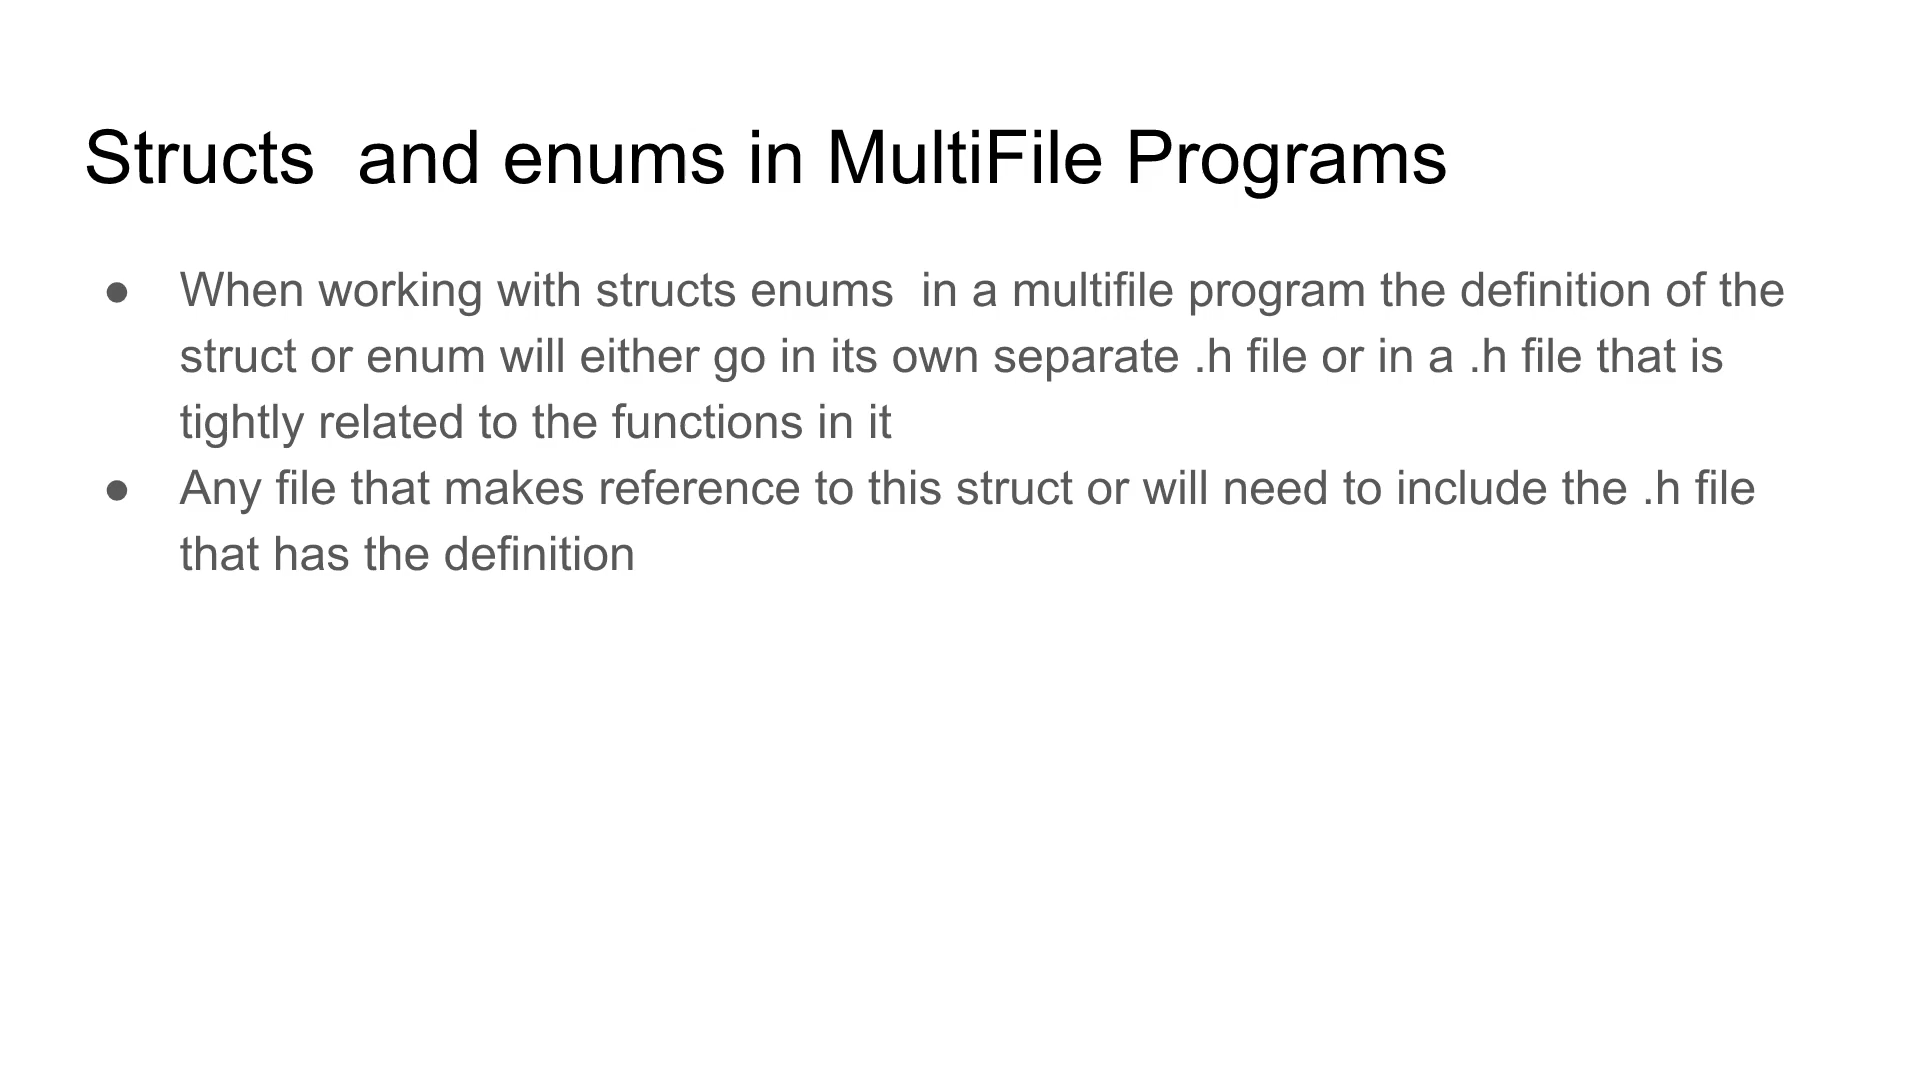 Structs  and enums in MultiFile Programs
● When working with structs enums  in a multifile program the definition of the
struct or enum will either go in its own separate .h file or in a .h file that is
tightly related to the functions in it
● Any file that makes reference to this struct or will need to include the .h file
that has the definition